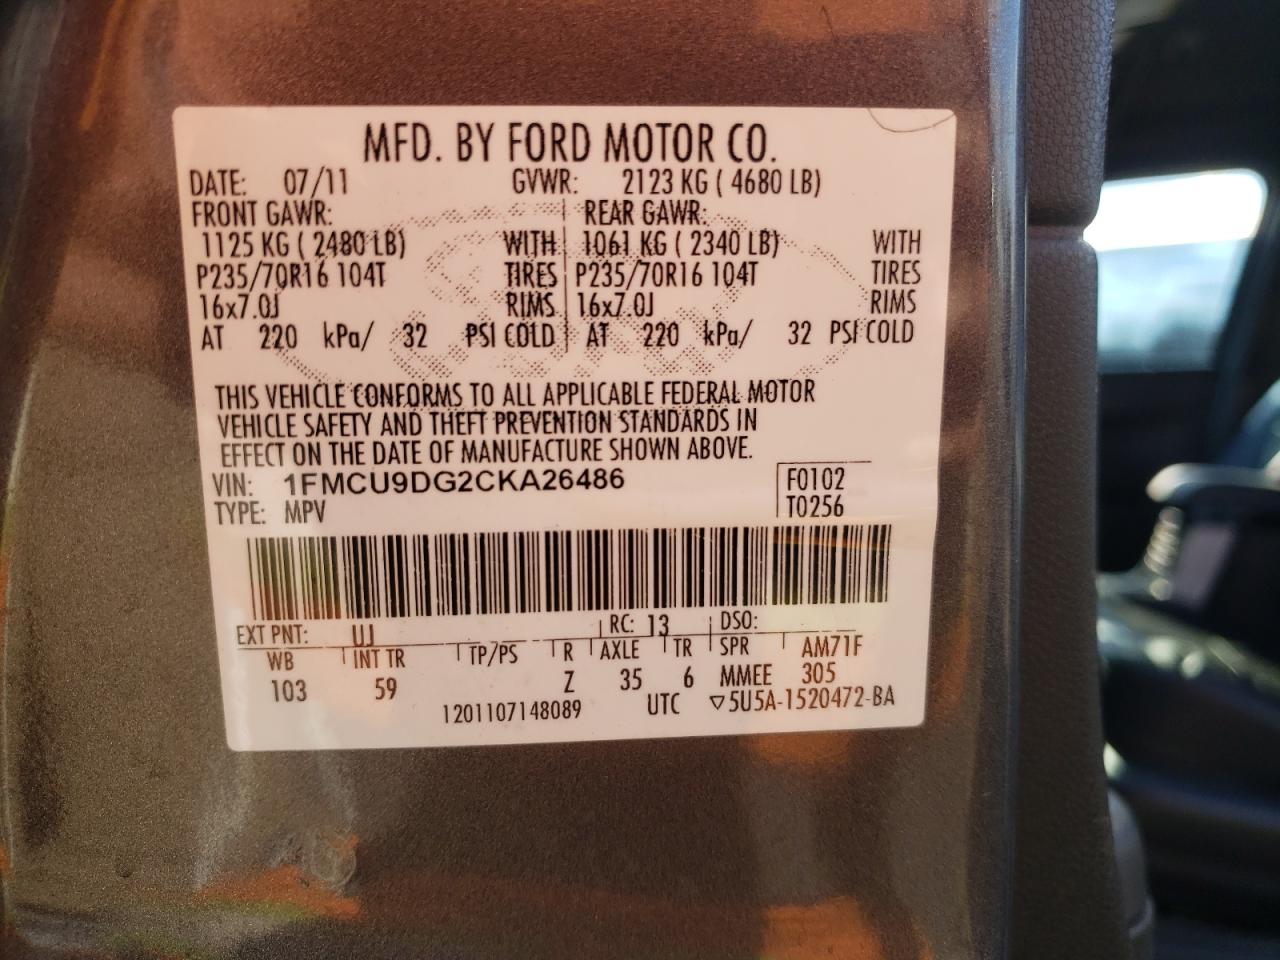 MFD. BY FORD MOTOR CO.
DATE: 07/11 GVWR: 2123 KG ( 4680 LB)
FRONT GAWR: REAR GAWR:
1125 KG ( 2480 LB) WITH 1061 KG ( 2340 LB) WITH
P235/70R16 104T TIRES P235/70R16 104T TIRES
16x7.0J RIMS 16x7.0J RIMS
AT 220 kPa/ 32 PSI COLD AT 220 kPa/ 32 PSI COLD
THIS VEHICLE CONFORMS TO ALL APPLICABLE FEDERAL MOTOR
VEHICLE SAFETY AND THEFT PREVENTION STANDARDS IN
EFFECT ON THE DATE OF MANUFACTURE SHOWN ABOVE.
VIN: 1FMCU9DG2CKA26486 F0102
TYPE: MPV T0256
EXT PNT: UJ RC: 13 DSO:
WB INT TR TP/PS R AXLE TR SPR AM71F
103 59 Z 35 6 MMEE 305
1201107148089 UTC ▽5U5A-1520472-BA